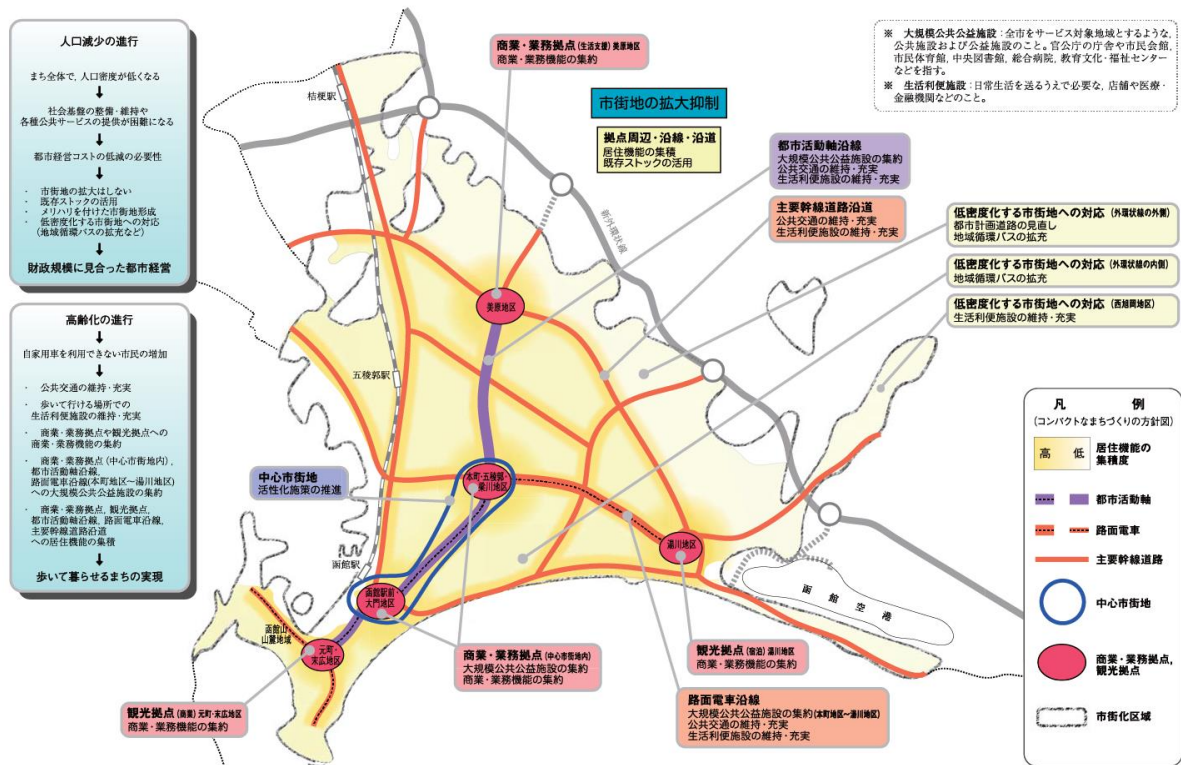 人口減少の進行
まち全体で,人口密度が低くなる
社会基盤の整備・維持や
公共サービスの提供が困難になる
都市経営コストの低減の必要性
・ 市街地の拡大はしない
・ 既存ストックの活用
・ メリハリを付けた市街地形成
・ 低密度化する市街地への対応
（地域循環バスの拡充など）
財政規模に見合った都市経営
高齢化の進行
自家用車を利用できない市民の増加
・ 公共交通の維持・充実
・ 歩いて行ける場所での
生活利便施設の維持・充実
・ 商業・業務拠点や観光拠点への
商業・業務機能の集約
・ 商業・業務拠点(中心市街地内),
都市活動軸沿線,
路面電車沿線(本町地区〜湯川地区)
への大規模公共公益施設の集約
・ 商業・業務拠点,観光拠点,
都市活動軸沿線,路面電車沿線,
主要幹線道路沿道
への居住機能の集積
歩いて暮らせるまちの実現
商業・業務拠点(生活支援)美原地区
商業・業務機能の集約
市街地の拡大抑制
拠点周辺・沿線・沿道
居住機能の集積
既存ストックの活用
※ 大規模公共公益施設：全市をサービス対象地域とするような,
公共施設および公益施設のこと。官公庁の庁舎や市民会館,
市民体育館,中央図書館,総合病院,教育文化・福祉センター
などを指す。
※ 生活利便施設：日常生活を送るうえで必要な,店舗や医療・
金融機関などのこと。
都市活動軸沿線
大規模公共公益施設の集約
公共交通の維持・充実
生活利便施設の維持・充実
主要幹線道路沿道
公共交通の維持・充実
生活利便施設の維持・充実
低密度化する市街地への対応(外環状線の外側)
都市計画道路の見直し
地域循環バスの拡充
低密度化する市街地への対応(外環状線の内側)
地域循環バスの拡充
低密度化する市街地への対応(西旭岡地区)
生活利便施設の維持・充実
桔梗駅
新外環状線
美原地区
五稜郭駅
中心市街地
活性化施策の推進
本町・五稜郭・
梁川地区
湯川地区
函館駅
函館駅前・
大門地区
函館空港
函館山
山麓地域
元町・
末広地区
観光拠点(商業)元町・末広地区
商業・業務機能の集約
商業・業務拠点(中心市街地内)
大規模公共公益施設の集約
商業・業務機能の集約
観光拠点(宿泊)湯川地区
商業・業務機能の集約
路面電車沿線
大規模公共公益施設の集約(本町地区〜湯川地区)
公共交通の維持・充実
生活利便施設の維持・充実
凡 例
(コンパクトなまちづくりの方針図)
高 低
居住機能の
集積度
都市活動軸
路面電車
主要幹線道路
中心市街地
商業・業務拠点,
観光拠点
市街化区域